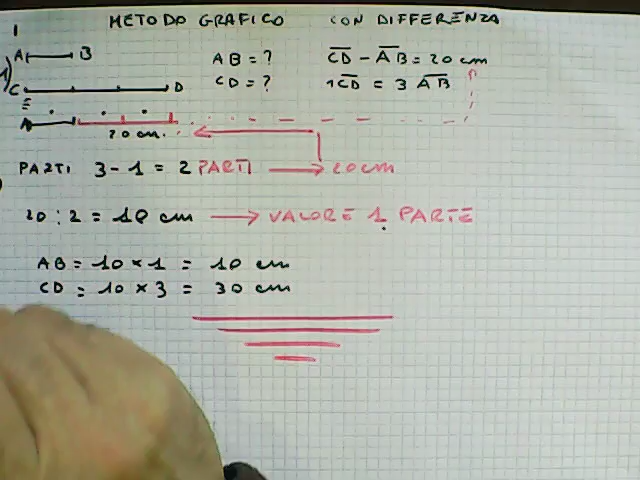 1 METODO GRAFICO CON DIFFERENZA
A B AB = ? CD - AB = 20 cm
C D CD = ? 1CD = 3 AB
A 20 cm.
PARTI 3 - 1 = 2 PARTI → 20 cm
20 : 2 = 10 cm → VALORE 1 PARTE
AB = 10 × 1 = 10 cm
CD = 10 × 3 = 30 cm